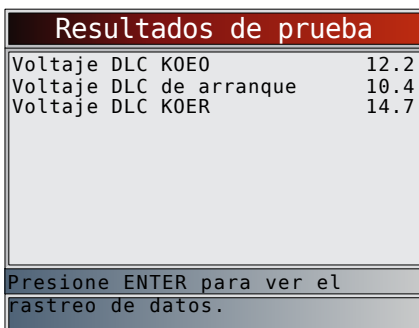 Resultados de prueba
Voltaje DLC KOEO 12.2
Voltaje DLC de arranque 10.4
Voltaje DLC KOER 14.7
Presione ENTER para ver el
rastreo de datos.